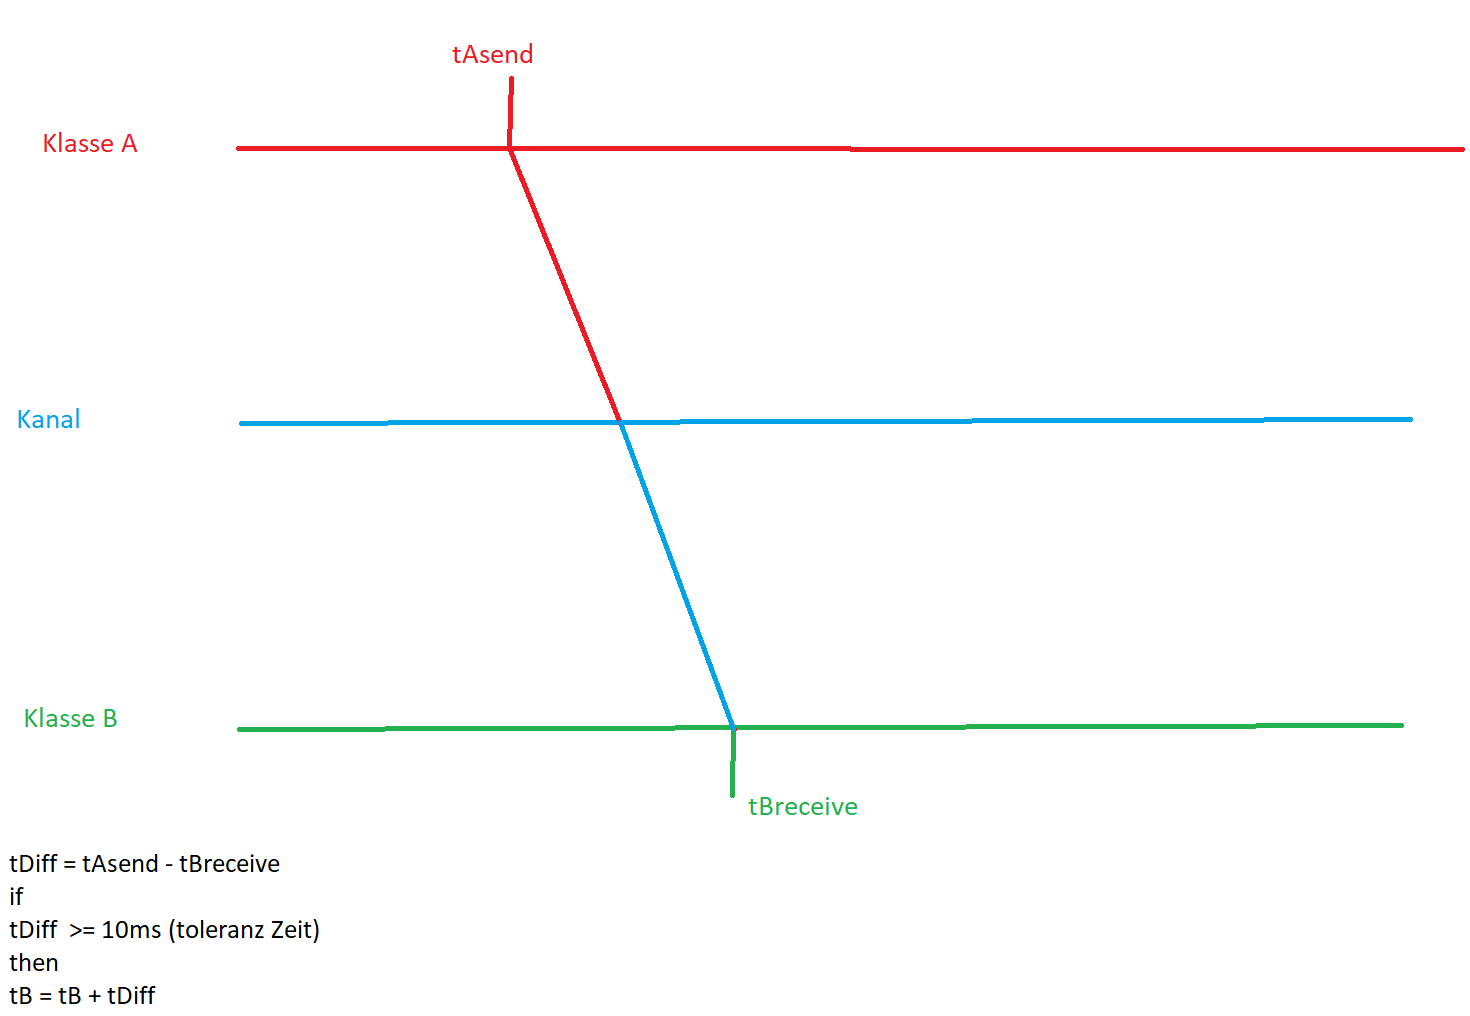 tAsend
Klasse A
Kanal
Klasse B
tBreceive
tDiff = tAsend - tBreceive
if
tDiff  >= 10ms (toleranz Zeit)
then
tB = tB + tDiff